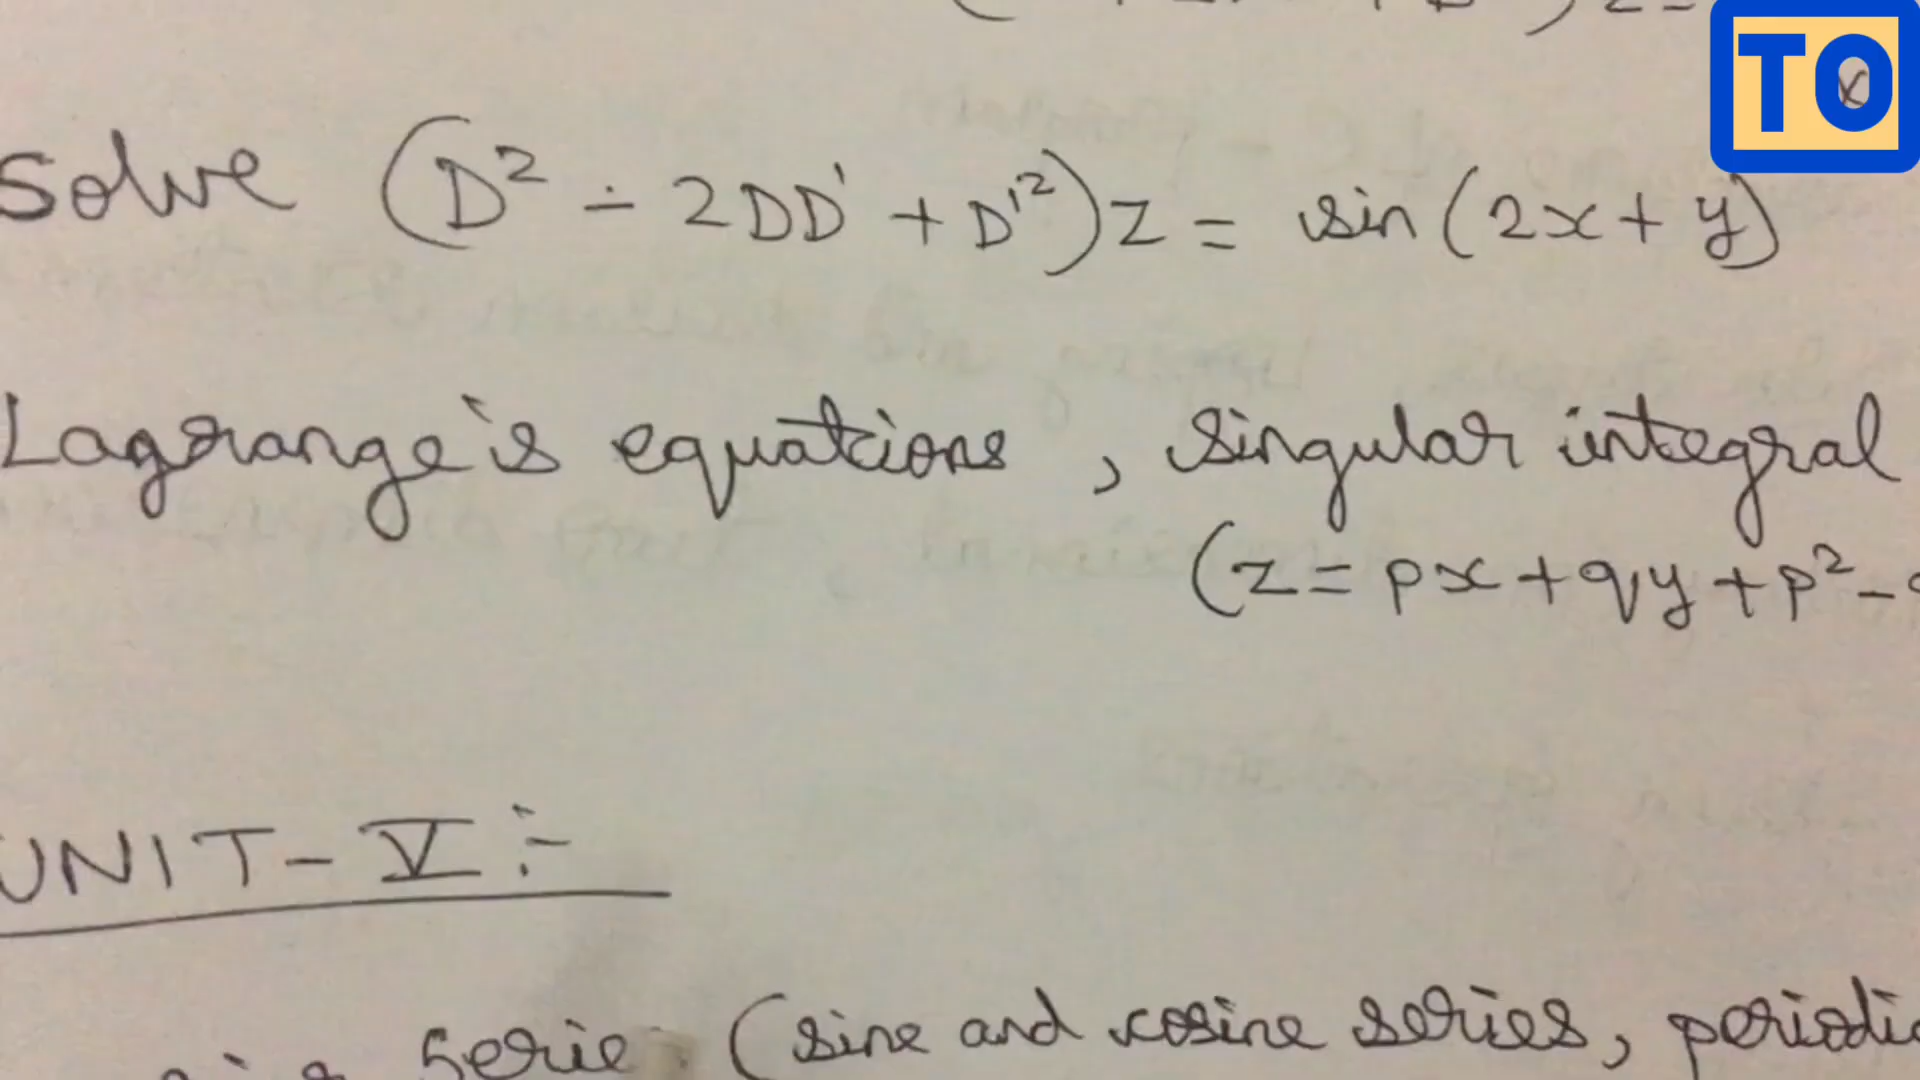 TO
Solve (D² - 2DD' + D'²)z = sin(2x + y)
Lagrange's equations, singular integral
(z = px + qy + p² -
UNIT-V :-
serie (sine and cosine series, periodic